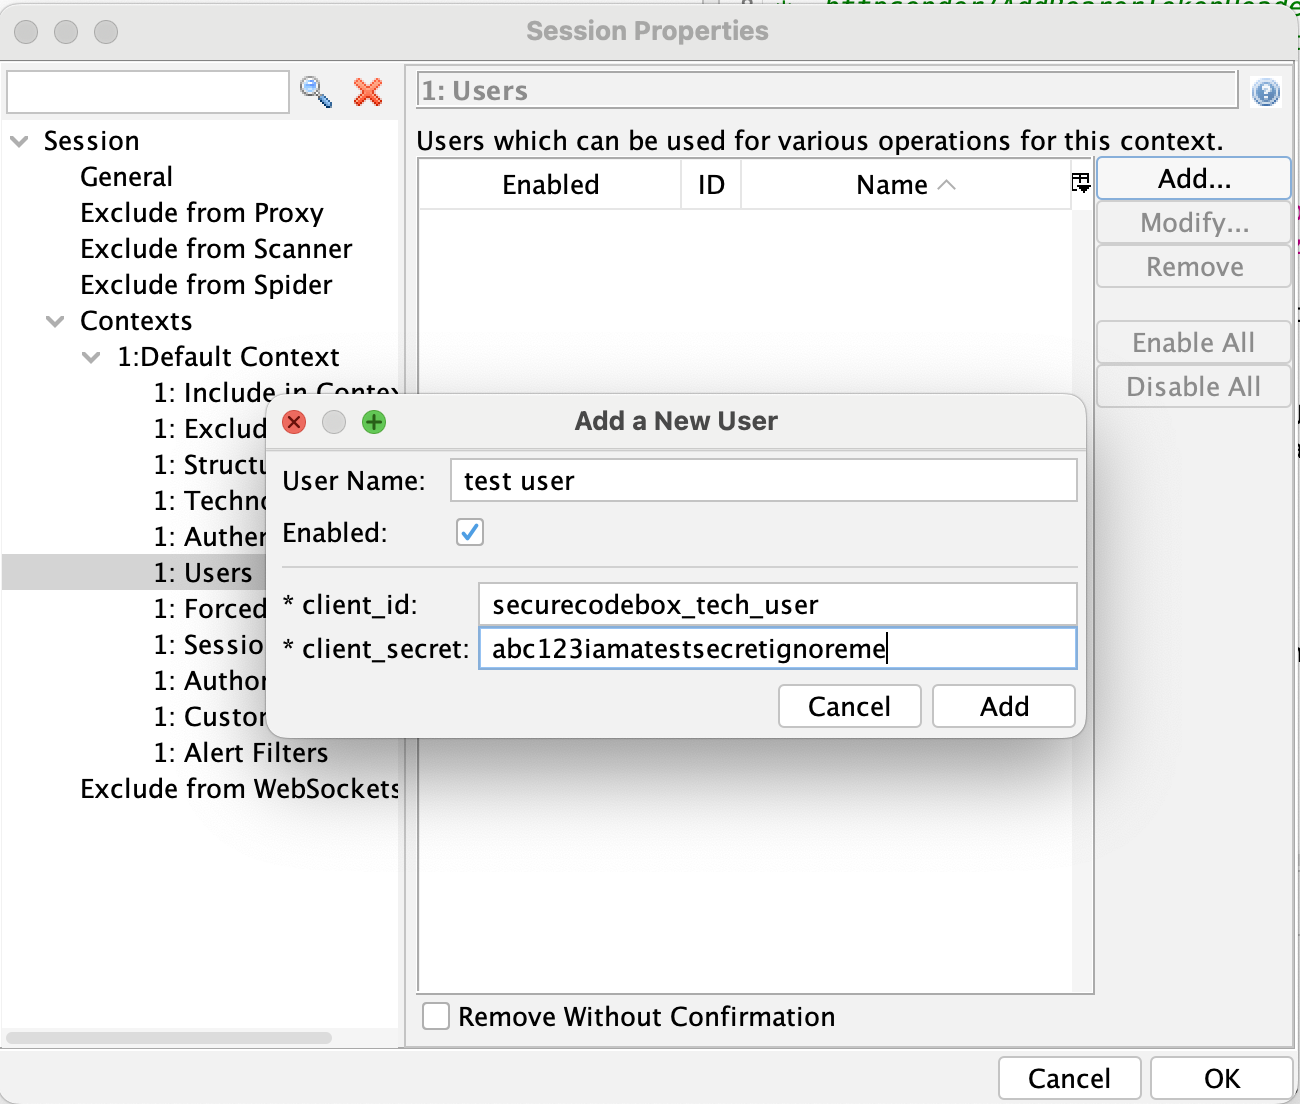 Session Properties
1: Users
Session
General
Exclude from Proxy
Exclude from Scanner
Exclude from Spider
Contexts
1:Default Context
1: Include in Contex
1: Exclud
1: Structu
1: Techno
1: Auther
1: Users
1: Forced
1: Sessio
1: Author
1: Custor
1: Alert Filters
Exclude from WebSockets
Users which can be used for various operations for this context.
Enabled ID Name
Add...
Modify...
Remove
Enable All
Disable All
Add a New User
User Name: test user
Enabled:
* client_id: securecodebox_tech_user
* client_secret: abc123iamatestsecretignoreme
Cancel Add
Remove Without Confirmation
Cancel OK